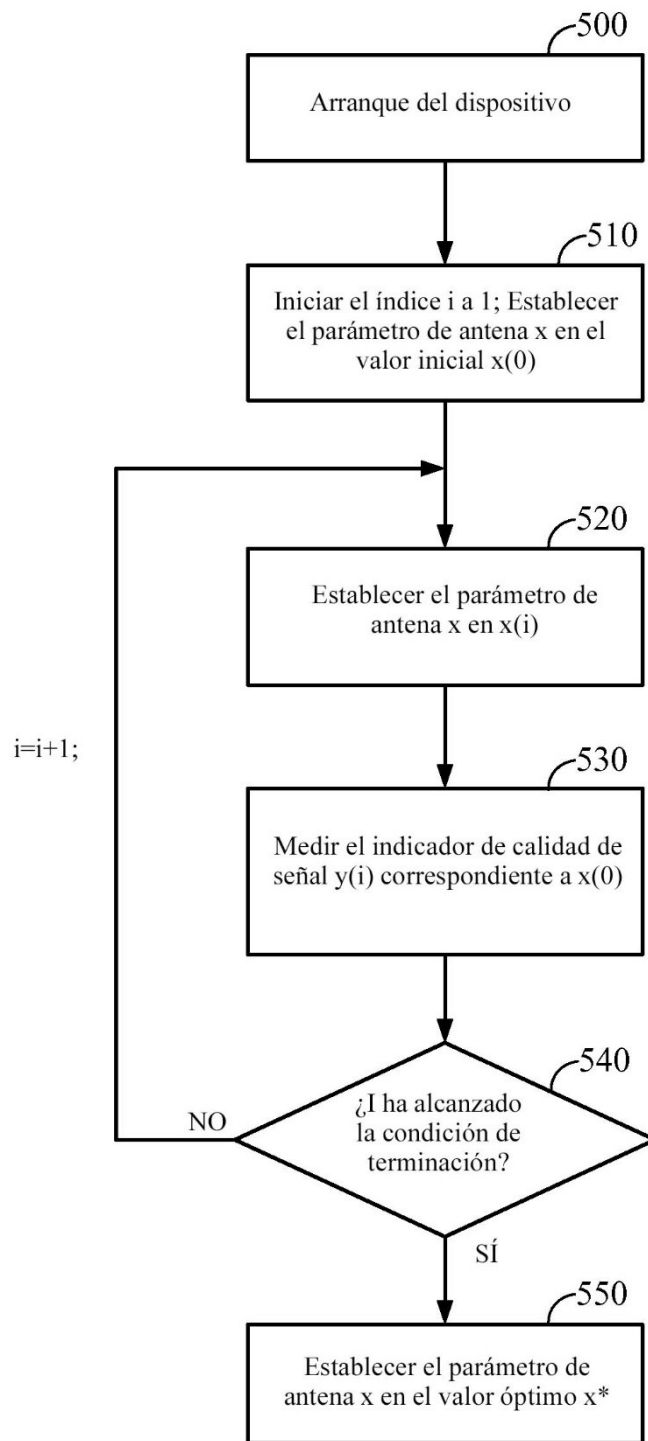 500
Arranque del dispositivo
510
Iniciar el índice i a 1; Establecer
el parámetro de antena x en el
valor inicial x(0)
520
Establecer el parámetro de
antena x en x(i)
i=i+1;
530
Medir el indicador de calidad de
señal y(i) correspondiente a x(0)
540
¿I ha alcanzado
la condición de
terminación?
NO
SÍ
550
Establecer el parámetro de
antena x en el valor óptimo x*